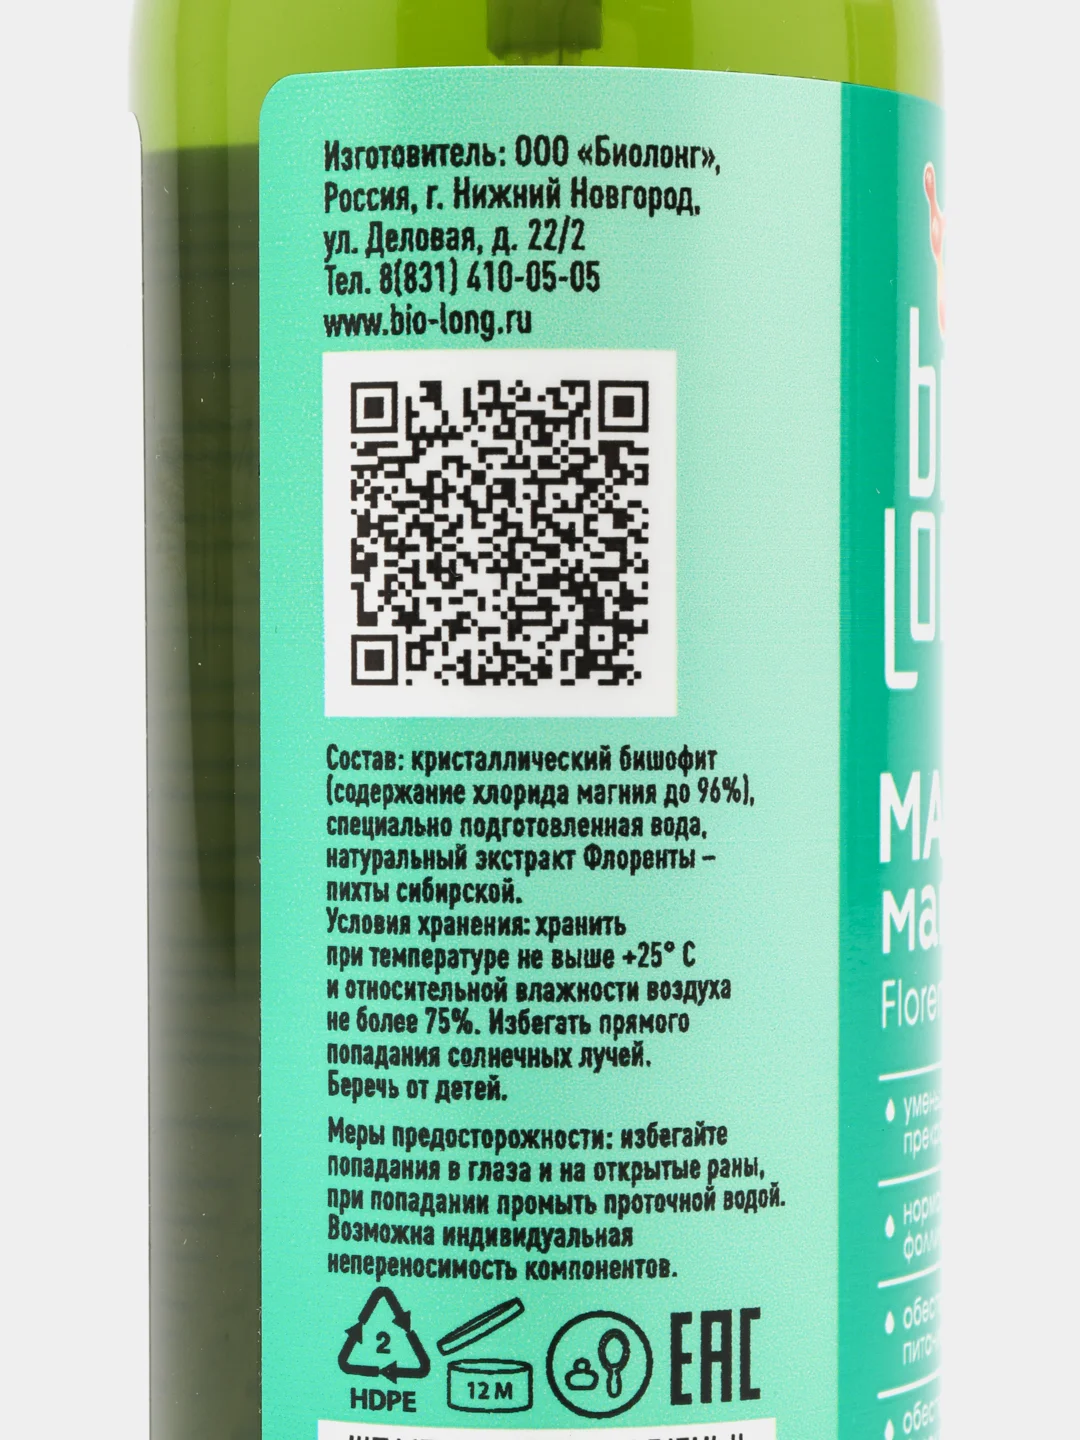 Изготовитель: ООО «Биолонг»,
Россия, г. Нижний Новгород,
ул. Деловая, д. 22/2
Тел. 8(831) 410-05-05
www.bio-long.ru
Состав: кристаллический бишофит
(содержание хлорида магния до 96%),
специально подготовленная вода,
натуральный экстракт Флоренты –
пихты сибирской.
Условия хранения: хранить
при температуре не выше +25° С
и относительной влажности воздуха
не более 75%. Избегать прямого
попадания солнечных лучей.
Беречь от детей.
Меры предосторожности: избегайте
попадания в глаза и на открытые раны,
при попадании промыть проточной водой.
Возможна индивидуальная
непереносимость компонентов.
2
HDPE
12 M
ЕАС